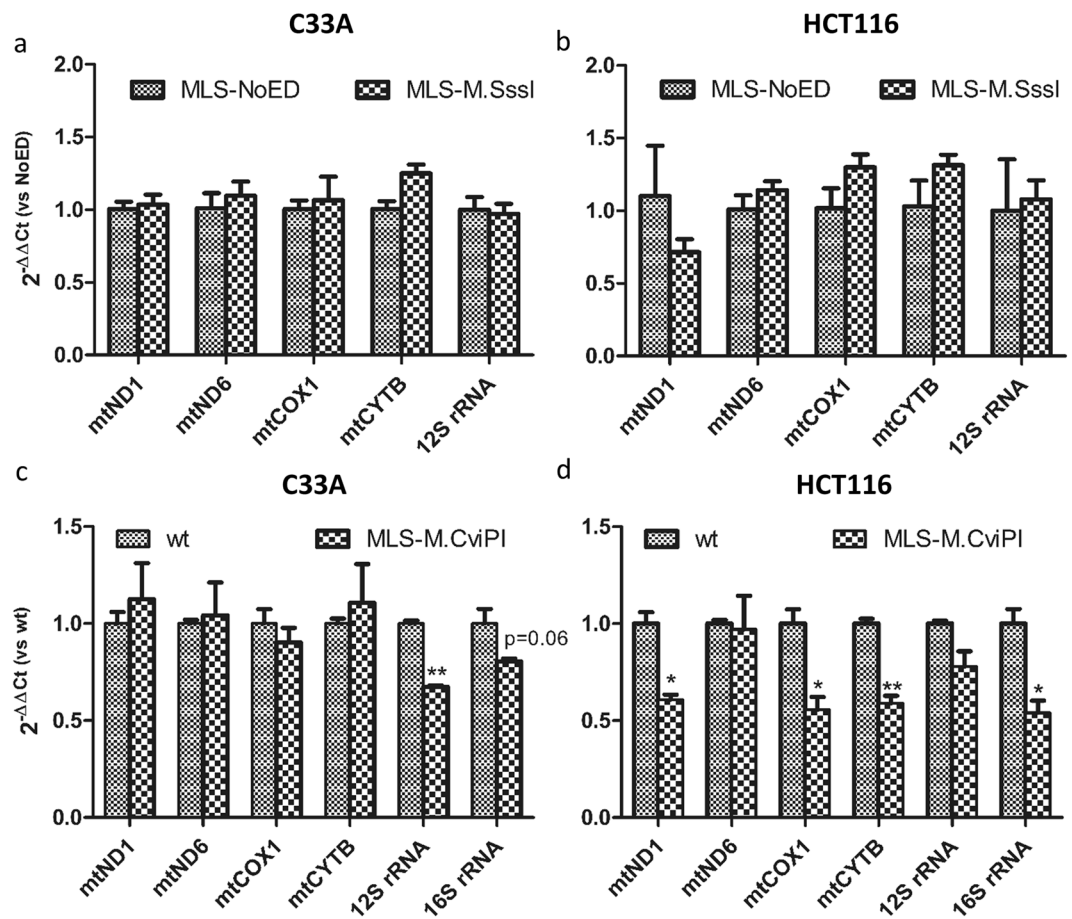 a
C33A
2.0
1.5
1.0
0.5
0.0
2-ΔΔCt (vs NoED)
MLS-NoED
MLS-M.SssI
mtND1
mtND6
mtCOX1
mtCYTB
12S rRNA
b
HCT116
2.0
1.5
1.0
0.5
0.0
MLS-NoED
MLS-M.SssI
mtND1
mtND6
mtCOX1
mtCYTB
12S rRNA
c
C33A
1.5
1.0
0.5
0.0
2-ΔΔCt (vs wt)
wt
MLS-M.CviPI
**
p=0.06
mtND1
mtND6
mtCOX1
mtCYTB
12S rRNA
16S rRNA
d
HCT116
1.5
1.0
0.5
0.0
wt
MLS-M.CviPI
*
*
**
*
mtND1
mtND6
mtCOX1
mtCYTB
12S rRNA
16S rRNA